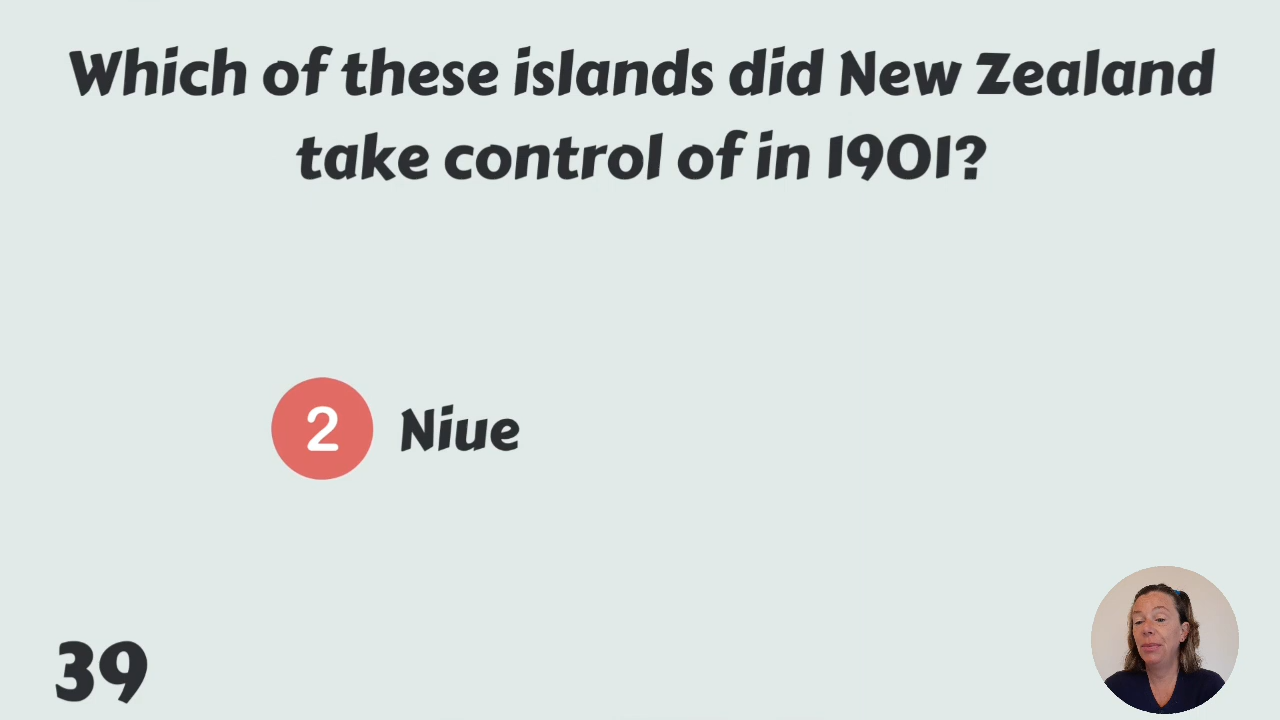 Which of these islands did New Zealand
take control of in 1901?
2 Niue
39